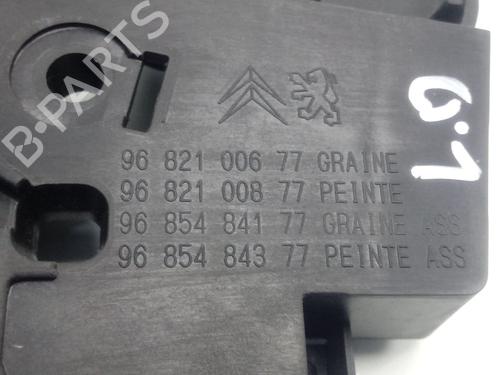 B-PARTS
0.1
96 821 006 77 GRAINE
96 821 008 77 PEINTE
96 854 841 77 GRAINE ASS
96 854 843 77 PEINTE ASS